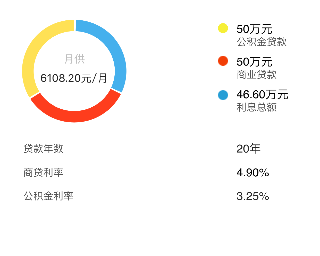 月供
6108.20元/月
50万元
公积金贷款
50万元
商业贷款
46.60万元
利息总额
贷款年数 20年
商贷利率 4.90%
公积金利率 3.25%